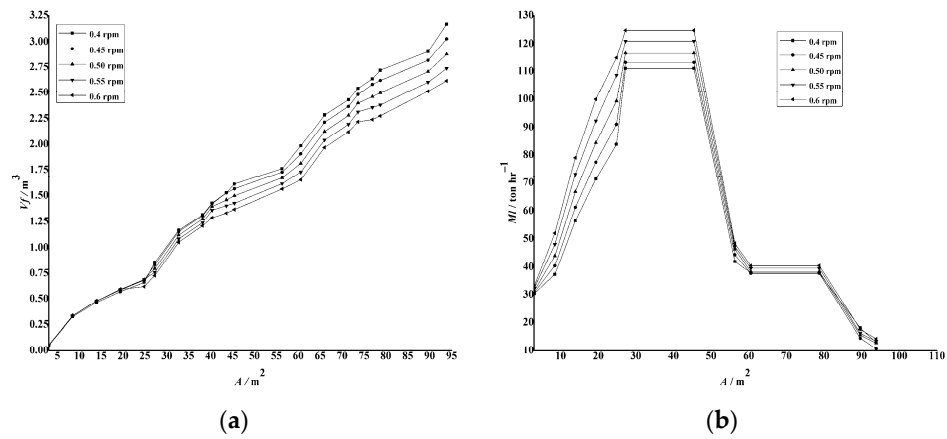 3.25
3.00
2.75
2.50
2.25
2.00
1.75
1.50
1.25
1.00
0.75
0.50
0.25
0.00
Vf / m³
0.4 rpm
0.45 rpm
0.50 rpm
0.55 rpm
0.6 rpm
5 10 15 20 25 30 35 40 45 50 55 60 65 70 75 80 85 90 95
A / m²
(a)
130
120
110
100
90
80
70
60
50
40
30
20
10
Ml / ton hr⁻¹
0.4 rpm
0.45 rpm
0.50 rpm
0.55 rpm
0.6 rpm
10 20 30 40 50 60 70 80 90 100 110
A / m²
(b)